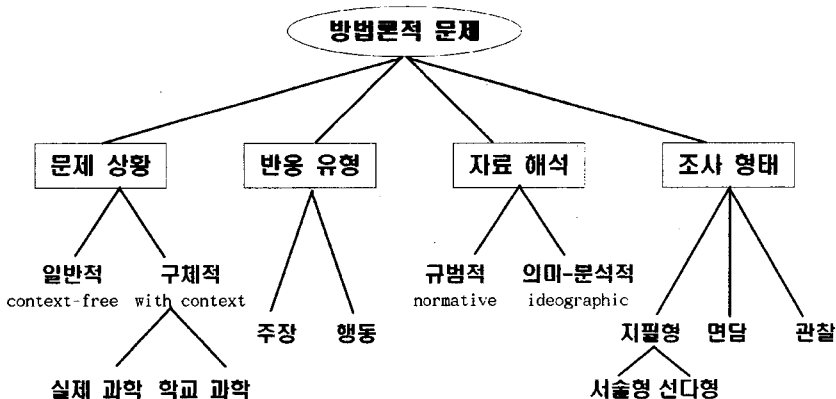 방법론적 문제
문제 상황 반응 유형 자료 해석 조사 형태
일반적 구체적 규범적 의미-분석적
context-free with context normative ideographic
주장 행동 지필형 면담 관찰
실제 과학 학교 과학 서술형 선다형